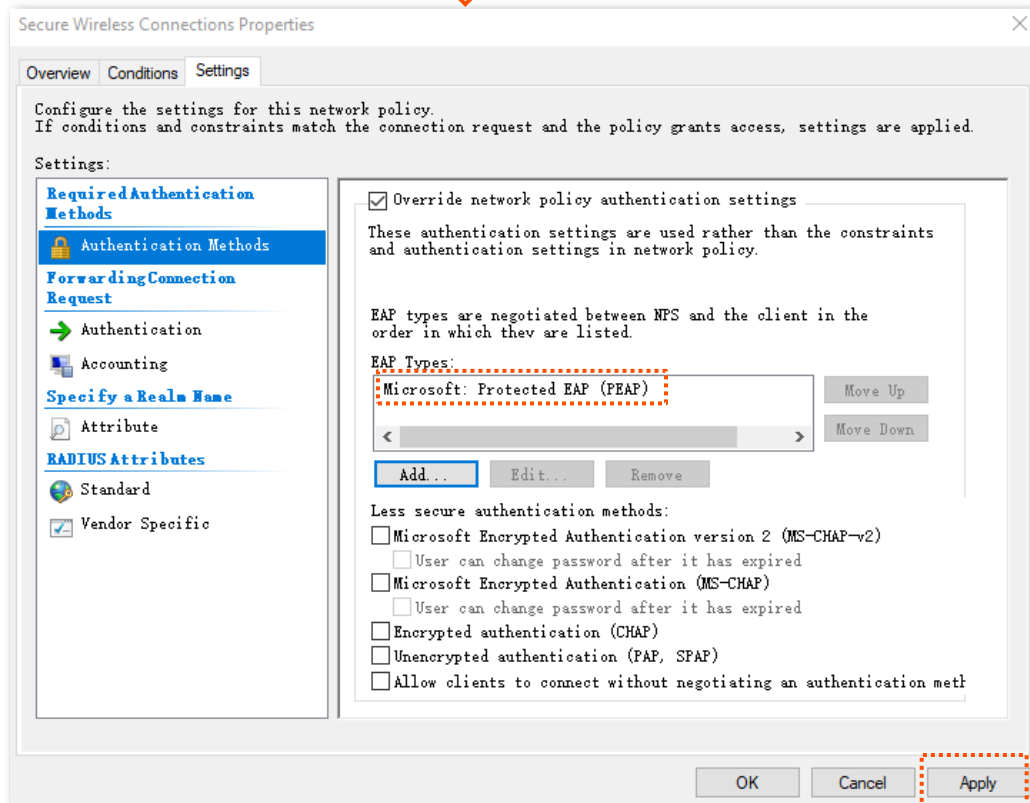 Secure Wireless Connections Properties
Overview Conditions Settings
Configure the settings for this network policy.
If conditions and constraints match the connection request and the policy grants access, settings are applied.
Settings:
Required Authentication
Methods
Authentication Methods
Forwarding Connection
Request
Authentication
Accounting
Specify a Realm Name
Attribute
RADIUS Attributes
Standard
Vendor Specific
Override network policy authentication settings
These authentication settings are used rather than the constraints
and authentication settings in network policy.
EAP types are negotiated between NPS and the client in the
order in which they are listed.
EAP Types:
Microsoft: Protected EAP (PEAP)
Move Up
Move Down
Add... Edit... Remove
Less secure authentication methods:
Microsoft Encrypted Authentication version 2 (MS-CHAP-v2)
User can change password after it has expired
Microsoft Encrypted Authentication (MS-CHAP)
User can change password after it has expired
Encrypted authentication (CHAP)
Unencrypted authentication (PAP, SPAP)
Allow clients to connect without negotiating an authentication meth
OK Cancel Apply